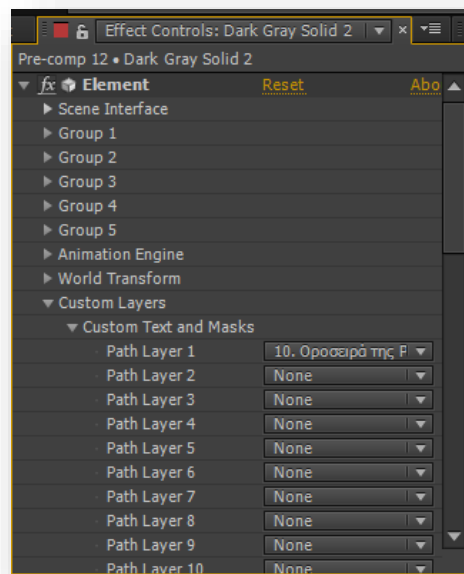 Effect Controls: Dark Gray Solid 2
Pre-comp 12 • Dark Gray Solid 2
fx Element Reset Abo
Scene Interface
Group 1
Group 2
Group 3
Group 4
Group 5
Animation Engine
World Transform
Custom Layers
Custom Text and Masks
Path Layer 1 10. Οροσειρά της Ρ
Path Layer 2 None
Path Layer 3 None
Path Layer 4 None
Path Layer 5 None
Path Layer 6 None
Path Layer 7 None
Path Layer 8 None
Path Layer 9 None
Path Layer 10 None